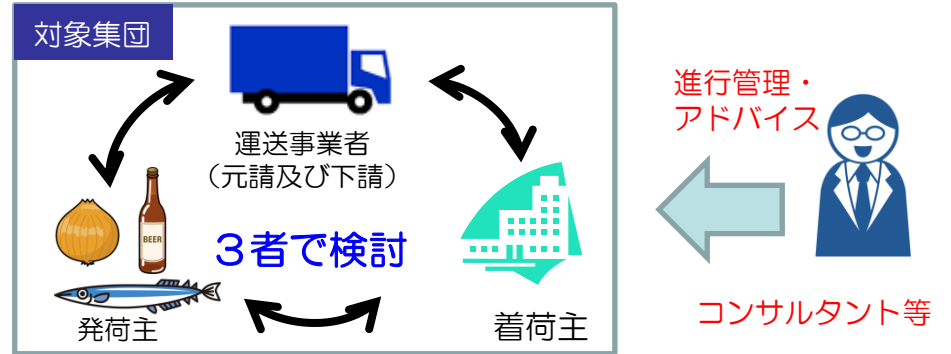 対象集団
運送事業者
（元請及び下請）
BEER
３者で検討
発荷主
着荷主
進行管理・
アドバイス
コンサルタント等